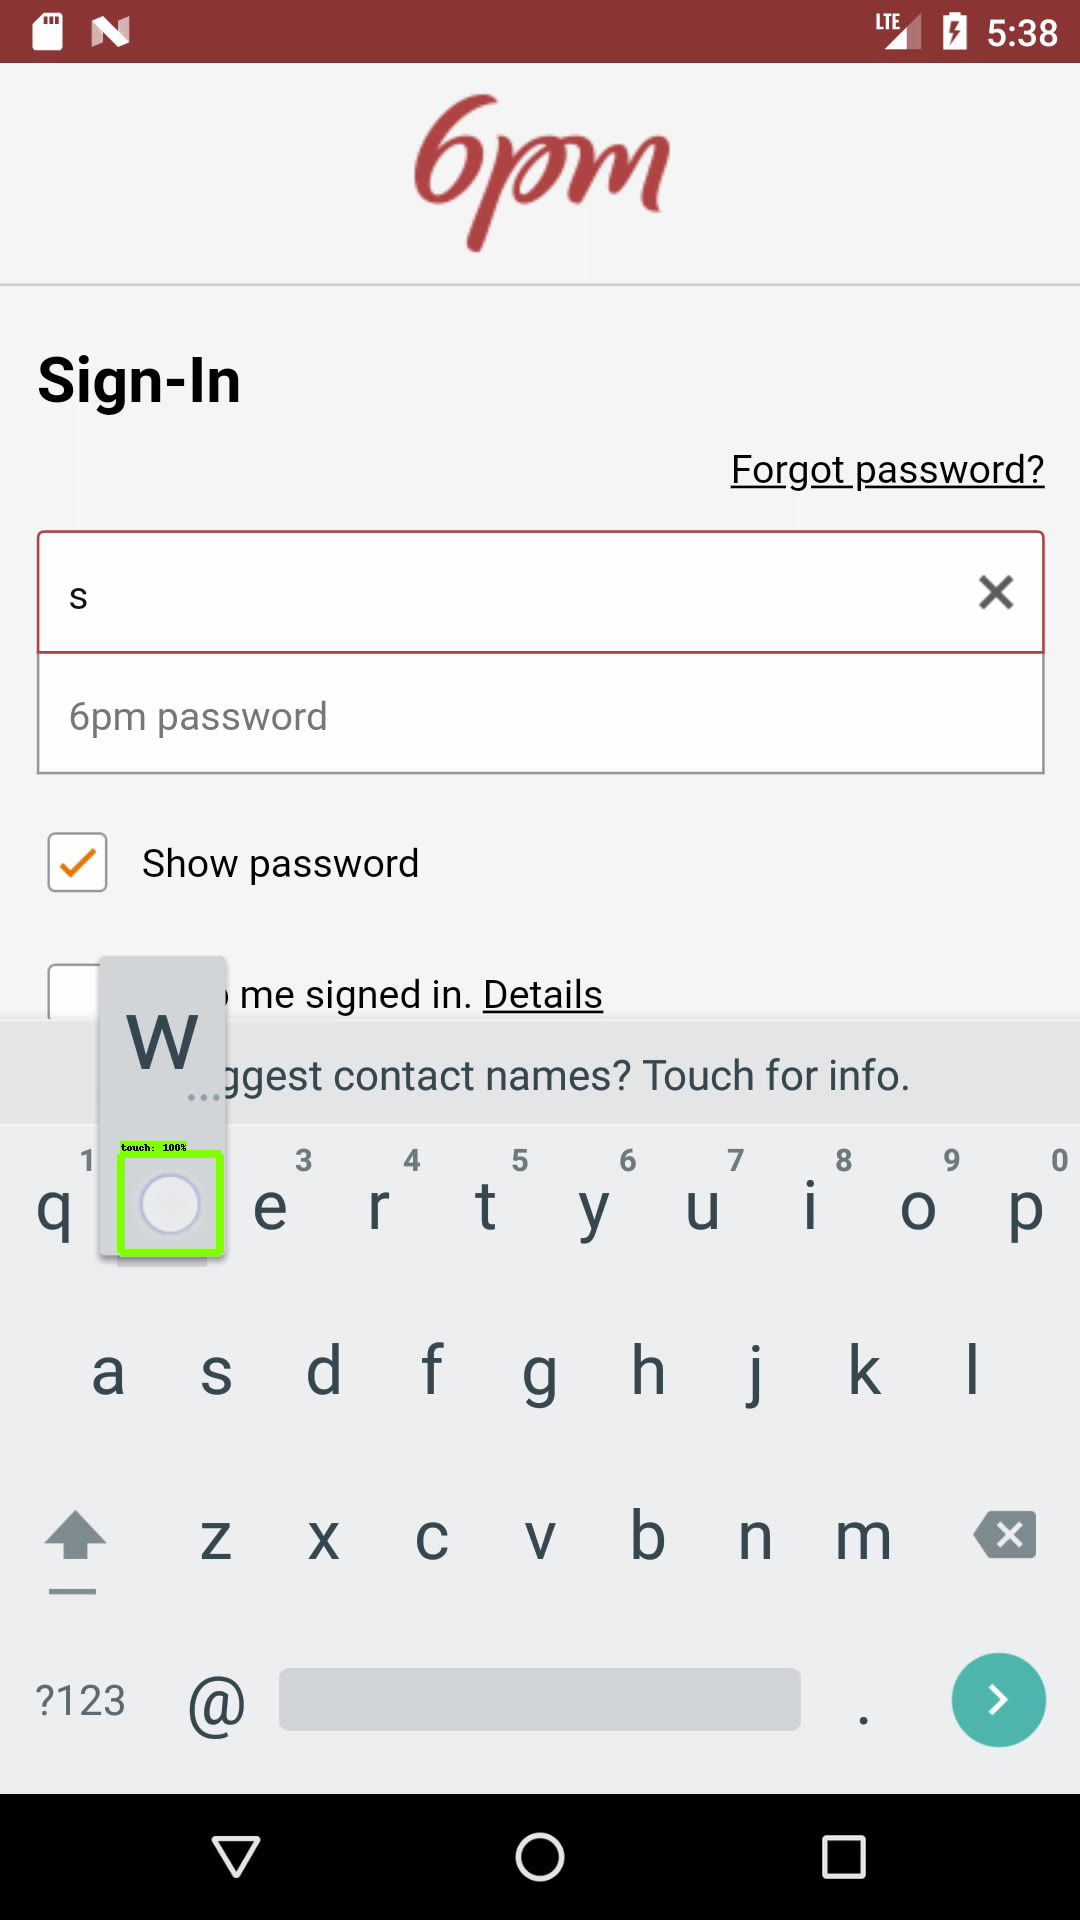 LTE 5:38
6pm
Sign-In
Forgot password?
s
6pm password
Show password
me signed in. Details
w
ggest contact names? Touch for info.
...
touch: 100%
1 3 4 5 6 7 8 9 0
q e r t y u i o p
a s d f g h j k l
z x c v b n m
?123 @ .